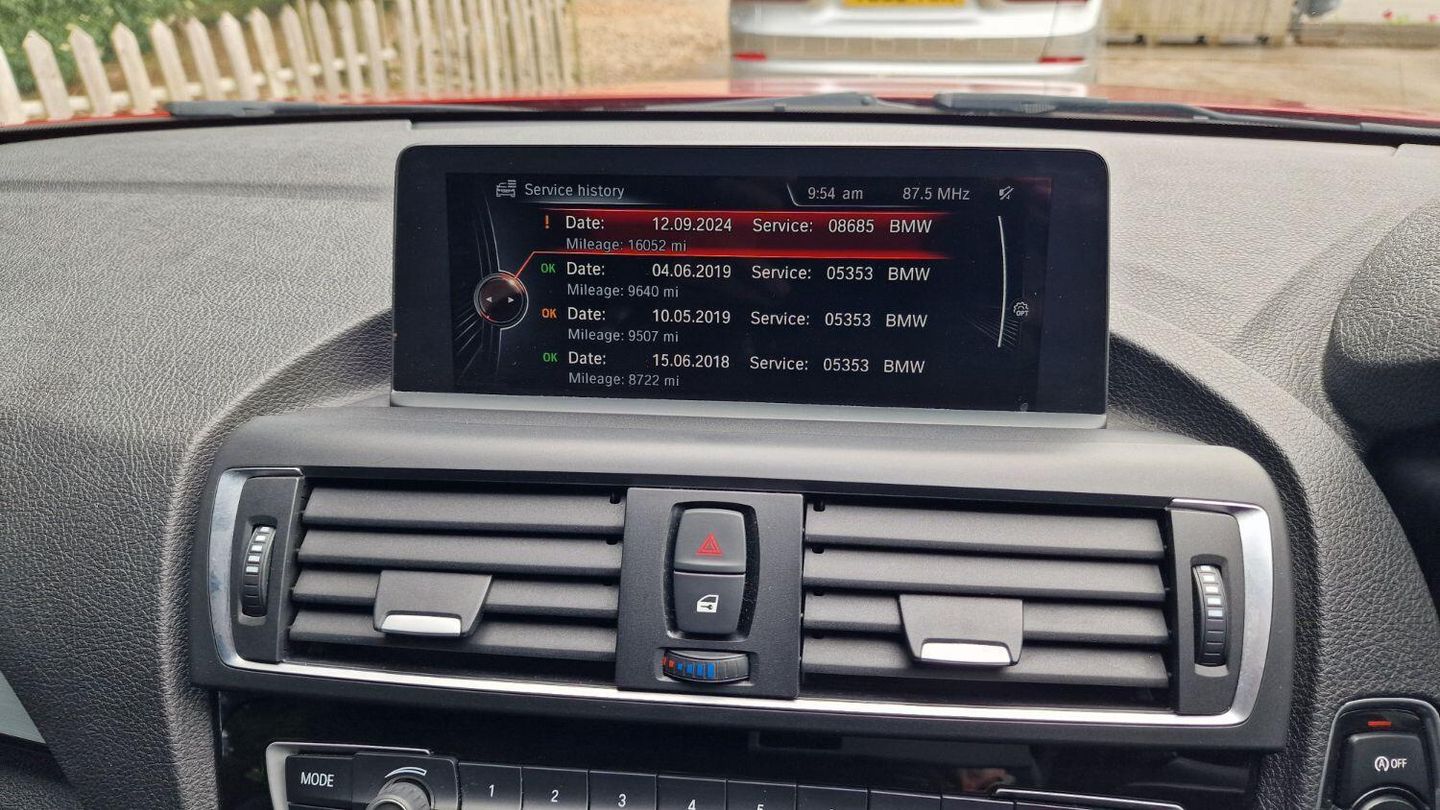 Service history 9:54 am 87.5 MHz
! Date: 12.09.2024 Service: 08685 BMW
Mileage: 16052 mi
OK Date: 04.06.2019 Service: 05353 BMW
Mileage: 9640 mi
OK Date: 10.05.2019 Service: 05353 BMW
Mileage: 9507 mi
OK Date: 15.06.2018 Service: 05353 BMW
Mileage: 8722 mi
OPT
A OFF
MODE 1 2 3 4 5